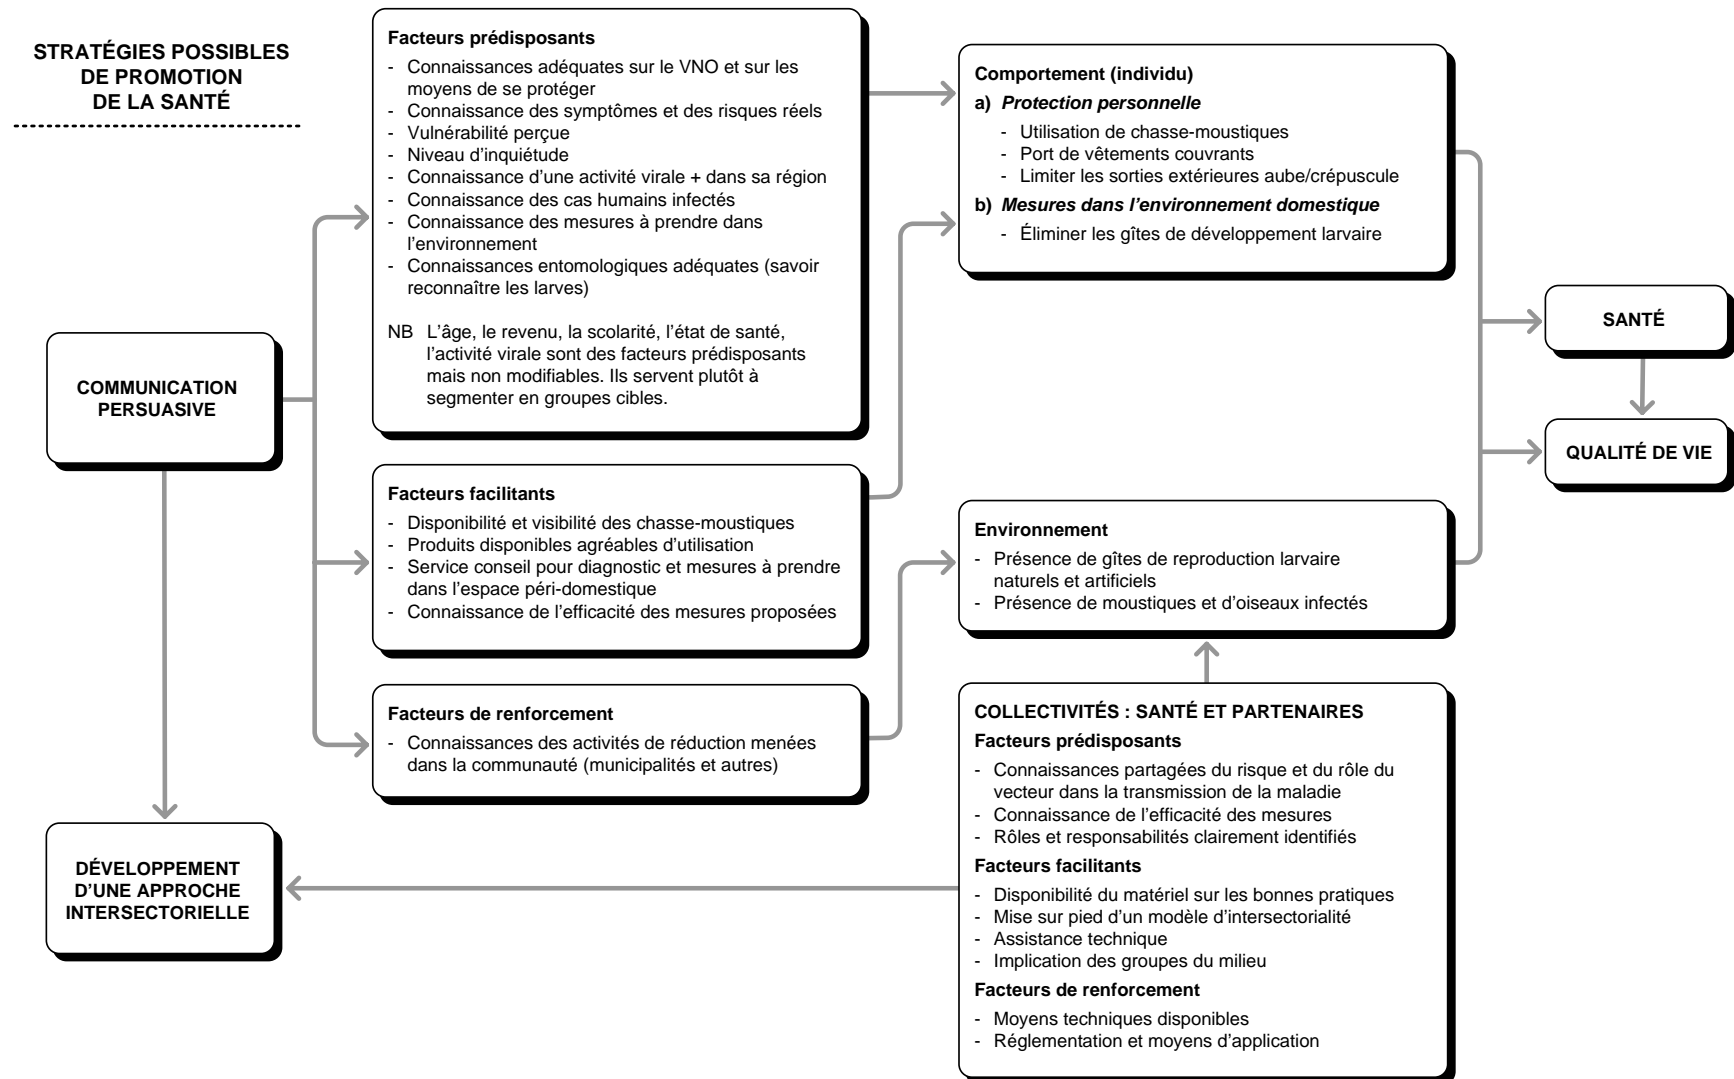 STRATÉGIES POSSIBLES
DE PROMOTION
DE LA SANTÉ
COMMUNICATION
PERSUASIVE
DÉVELOPPEMENT
D'UNE APPROCHE
INTERSECTORIELLE
Facteurs prédisposants
- Connaissances adéquates sur le VNO et sur les
moyens de se protéger
- Connaissance des symptômes et des risques réels
- Vulnérabilité perçue
- Niveau d'inquiétude
- Connaissance d'une activité virale + dans sa région
- Connaissance des cas humains infectés
- Connaissance des mesures à prendre dans
l'environnement
- Connaissances entomologiques adéquates (savoir
reconnaître les larves)
NB L'âge, le revenu, la scolarité, l'état de santé,
l'activité virale sont des facteurs prédisposants
mais non modifiables. Ils servent plutôt à
segmenter en groupes cibles.
Facteurs facilitants
- Disponibilité et visibilité des chasse-moustiques
- Produits disponibles agréables d'utilisation
- Service conseil pour diagnostic et mesures à prendre
dans l'espace péri-domestique
- Connaissance de l'efficacité des mesures proposées
Facteurs de renforcement
- Connaissances des activités de réduction menées
dans la communauté (municipalités et autres)
Comportement (individu)
a) Protection personnelle
- Utilisation de chasse-moustiques
- Port de vêtements couvrants
- Limiter les sorties extérieures aube/crépuscule
b) Mesures dans l'environnement domestique
- Éliminer les gîtes de développement larvaire
Environnement
- Présence de gîtes de reproduction larvaire
naturels et artificiels
- Présence de moustiques et d'oiseaux infectés
COLLECTIVITÉS : SANTÉ ET PARTENAIRES
Facteurs prédisposants
- Connaissances partagées du risque et du rôle du
vecteur dans la transmission de la maladie
- Connaissance de l'efficacité des mesures
- Rôles et responsabilités clairement identifiés
Facteurs facilitants
- Disponibilité du matériel sur les bonnes pratiques
- Mise sur pied d'un modèle d'intersectorialité
- Assistance technique
- Implication des groupes du milieu
Facteurs de renforcement
- Moyens techniques disponibles
- Réglementation et moyens d'application
SANTÉ
QUALITÉ DE VIE